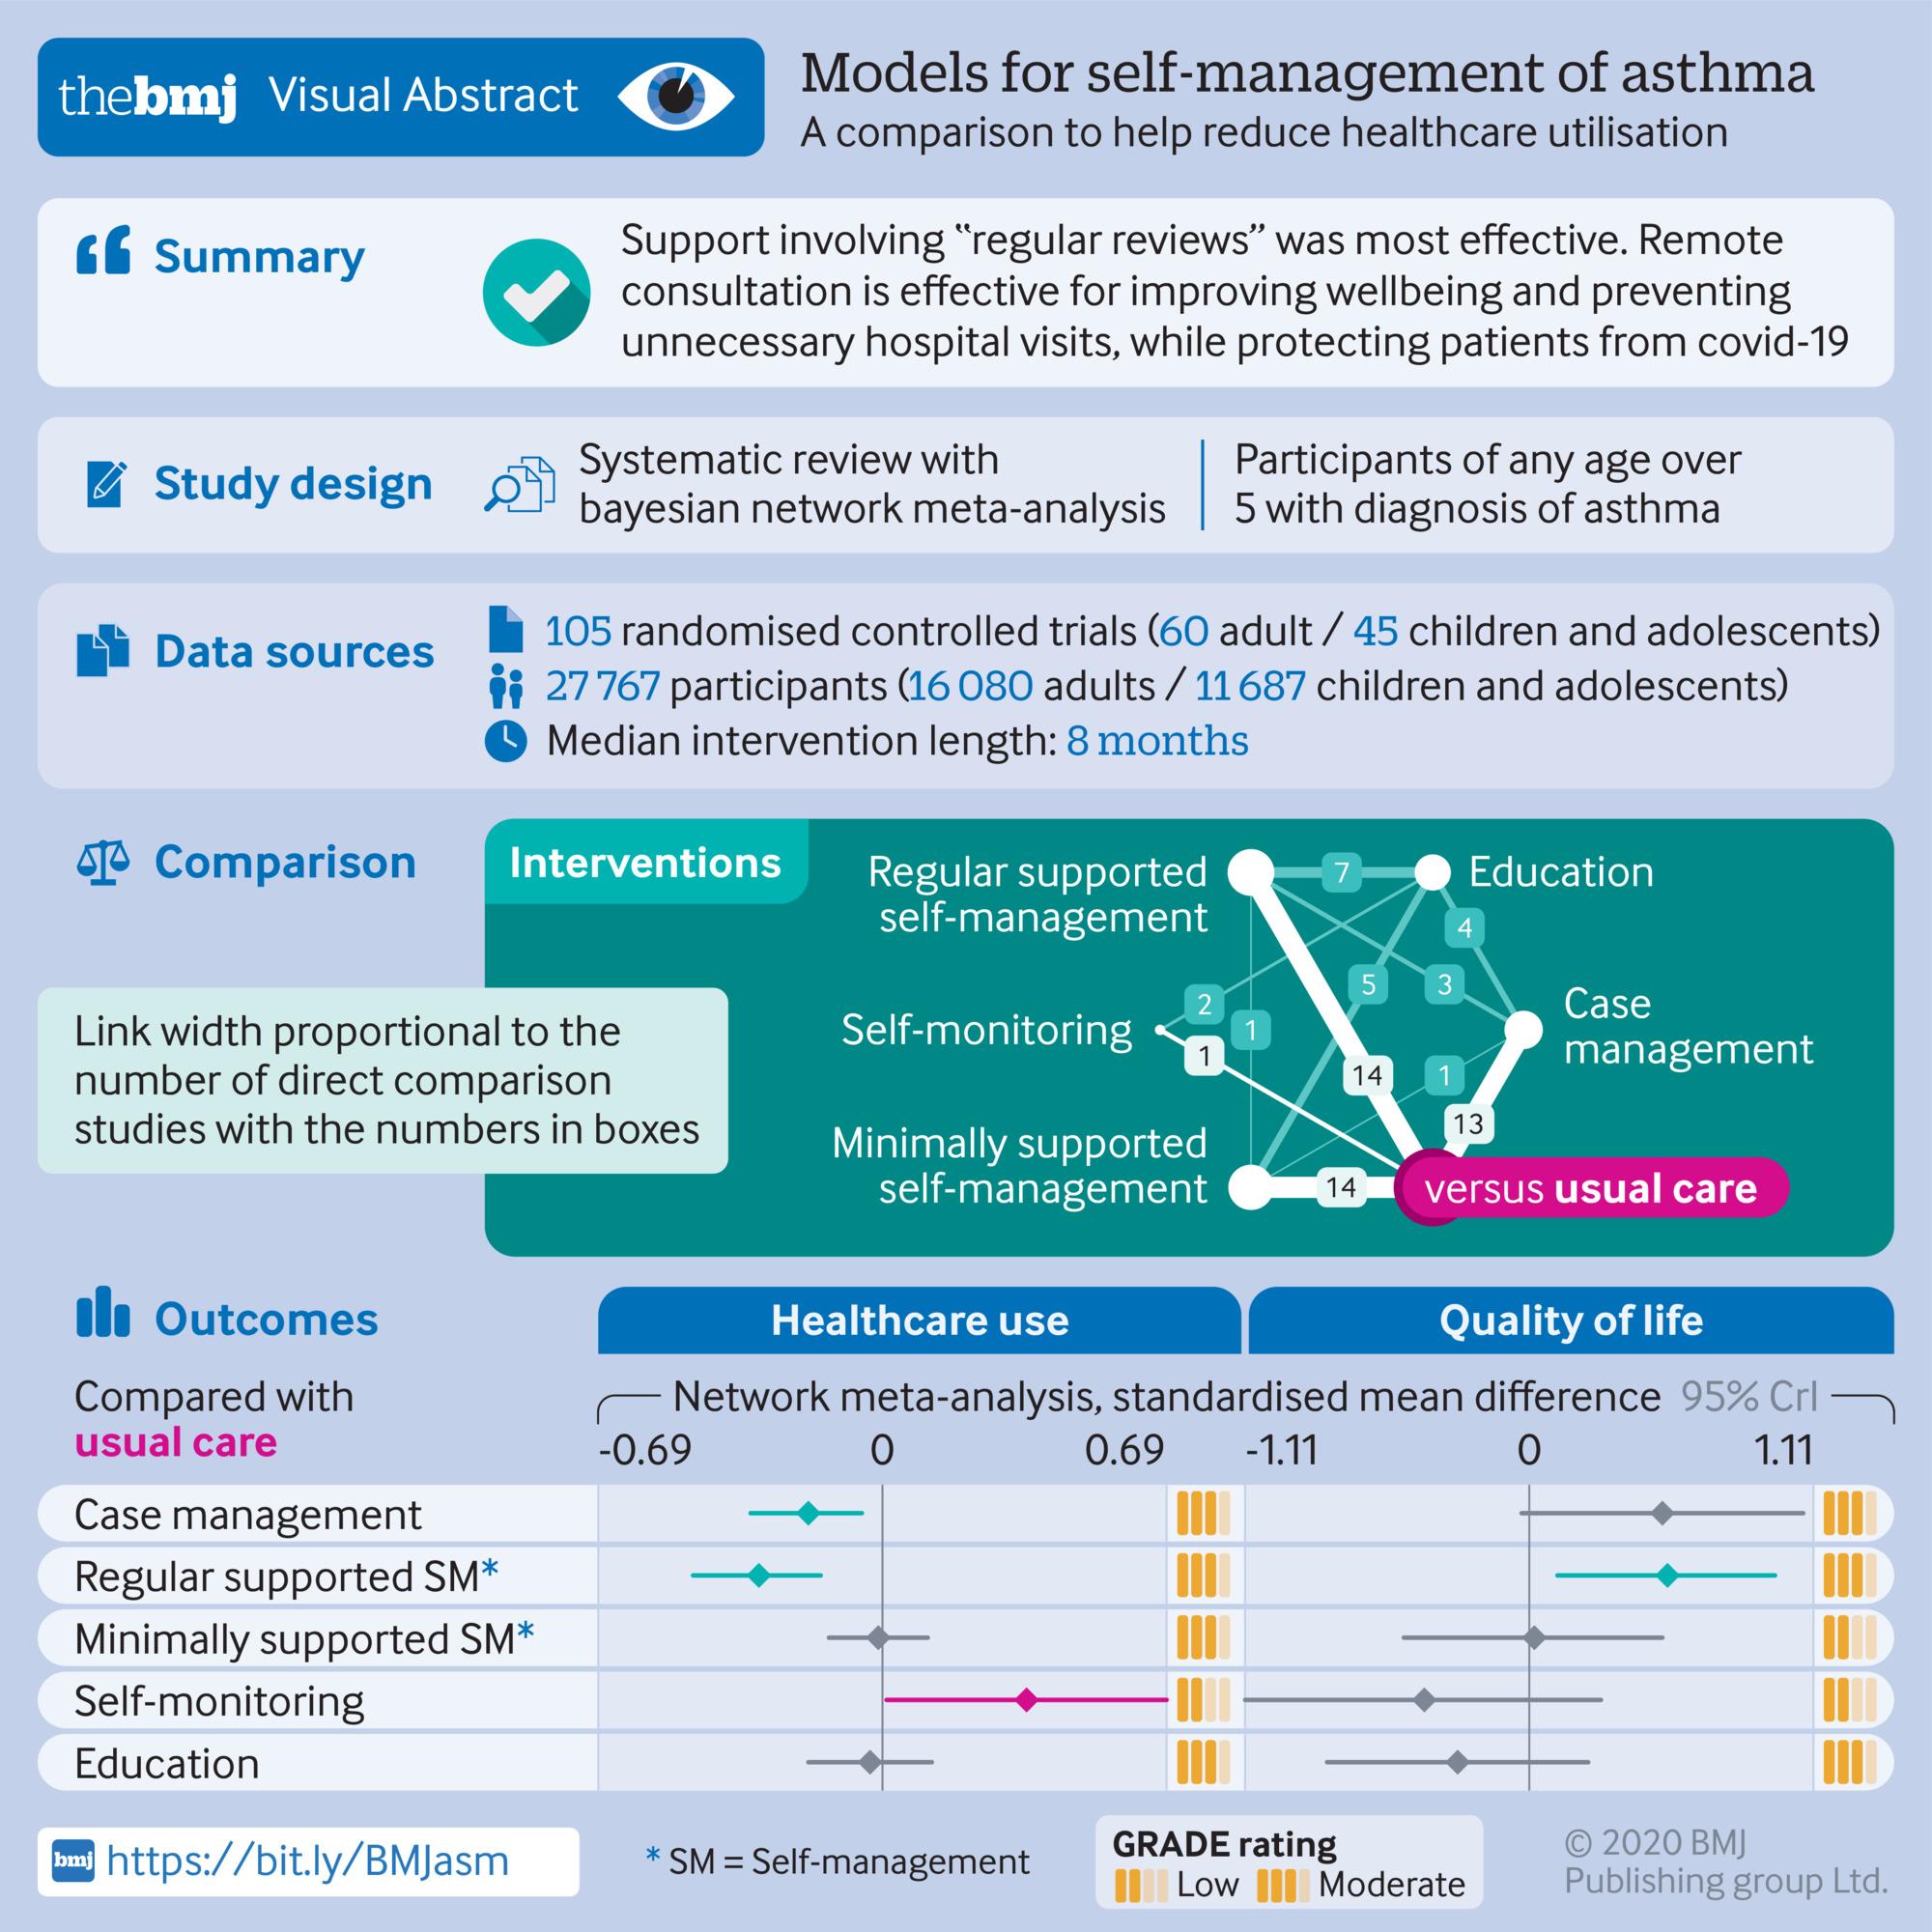 thebmj Visual Abstract
Models for self-management of asthma
A comparison to help reduce healthcare utilisation
Summary
Support involving “regular reviews” was most effective. Remote
consultation is effective for improving wellbeing and preventing
unnecessary hospital visits, while protecting patients from covid-19
Study design
Systematic review with
bayesian network meta-analysis
Participants of any age over
5 with diagnosis of asthma
Data sources
105 randomised controlled trials (60 adult / 45 children and adolescents)
27 767 participants (16 080 adults / 11 687 children and adolescents)
Median intervention length: 8 months
Comparison
Link width proportional to the
number of direct comparison
studies with the numbers in boxes
Interventions
Regular supported
self-management
7
Education
4
5
3
2
Self-monitoring
1
1
Case
management
14
1
13
Minimally supported
self-management
14
versus usual care
Outcomes
Healthcare use
Quality of life
Compared with
usual care
Network meta-analysis, standardised mean difference 95% CrI
-0.69 0 0.69 -1.11 0 1.11
Case management
Regular supported SM*
Minimally supported SM*
Self-monitoring
Education
bmj https://bit.ly/BMJasm
* SM = Self-management
GRADE rating
Low Moderate
© 2020 BMJ
Publishing group Ltd.